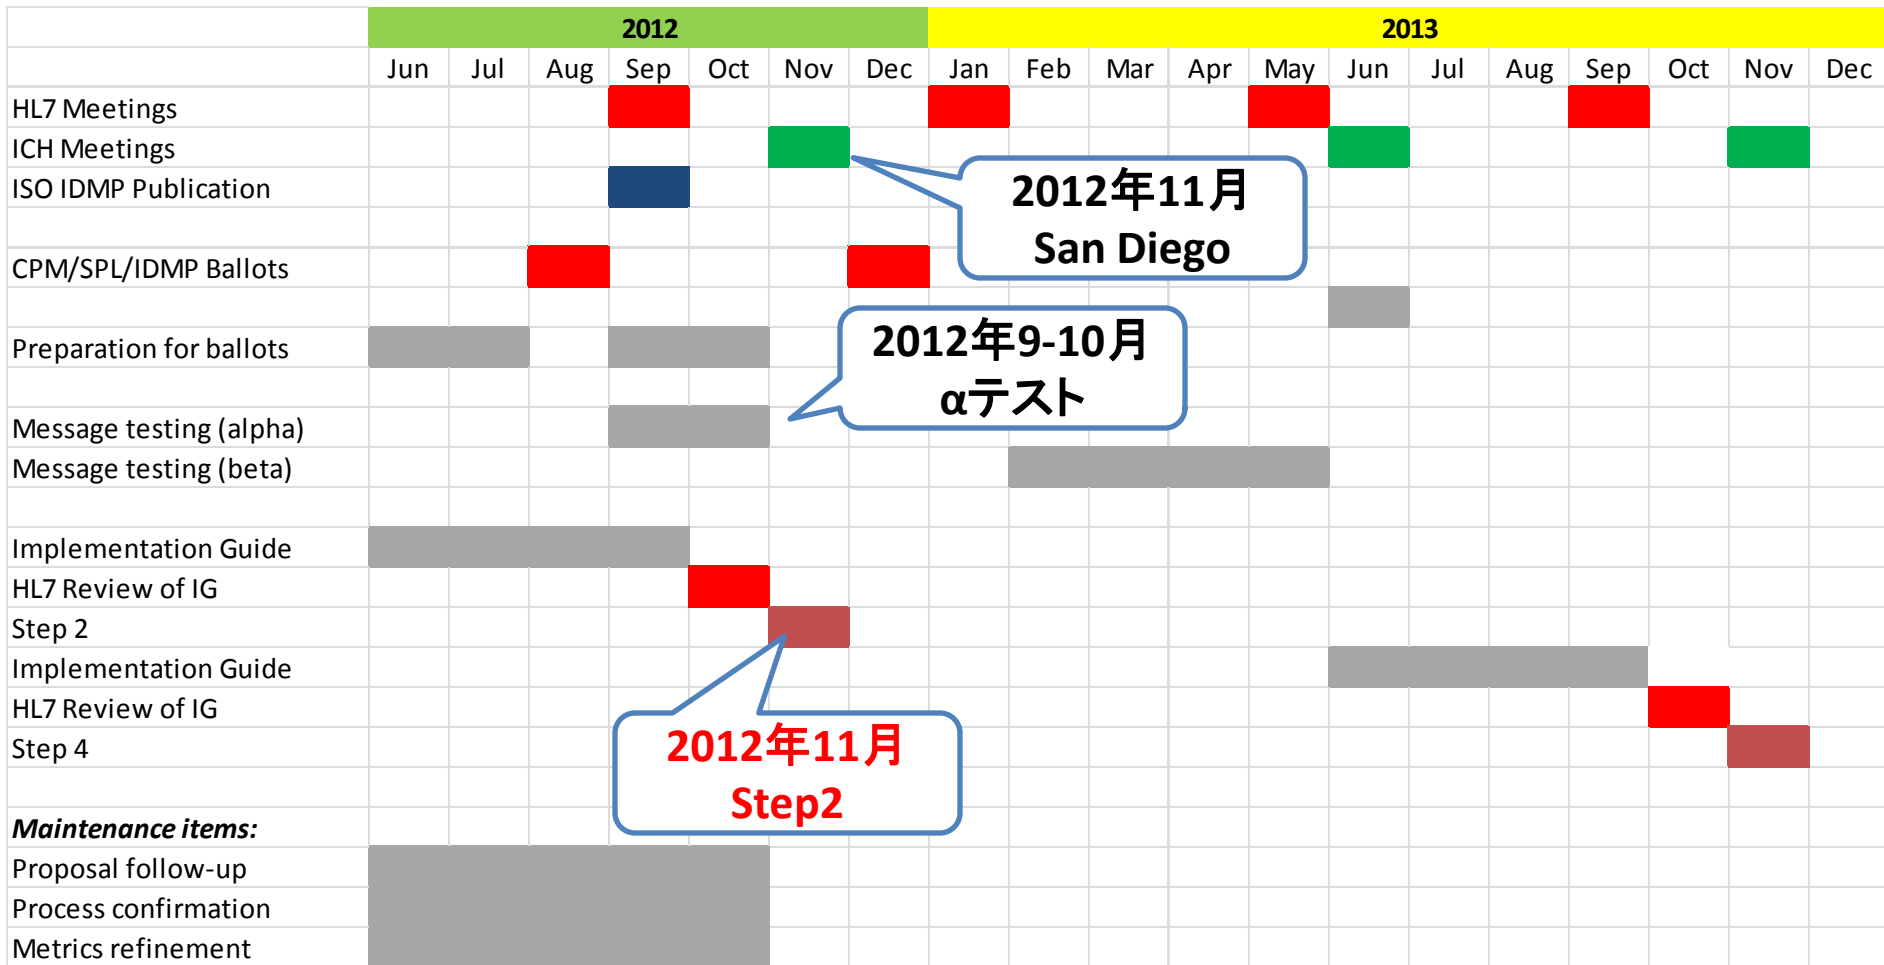 2012 2013
Jun Jul Aug Sep Oct Nov Dec Jan Feb Mar Apr May Jun Jul Aug Sep Oct Nov Dec
HL7 Meetings
ICH Meetings
ISO IDMP Publication
2012年11月
San Diego
CPM/SPL/IDMP Ballots
Preparation for ballots
2012年9-10月
αテスト
Message testing (alpha)
Message testing (beta)
Implementation Guide
HL7 Review of IG
Step 2
Implementation Guide
HL7 Review of IG
Step 4
2012年11月
Step2
Maintenance items:
Proposal follow-up
Process confirmation
Metrics refinement